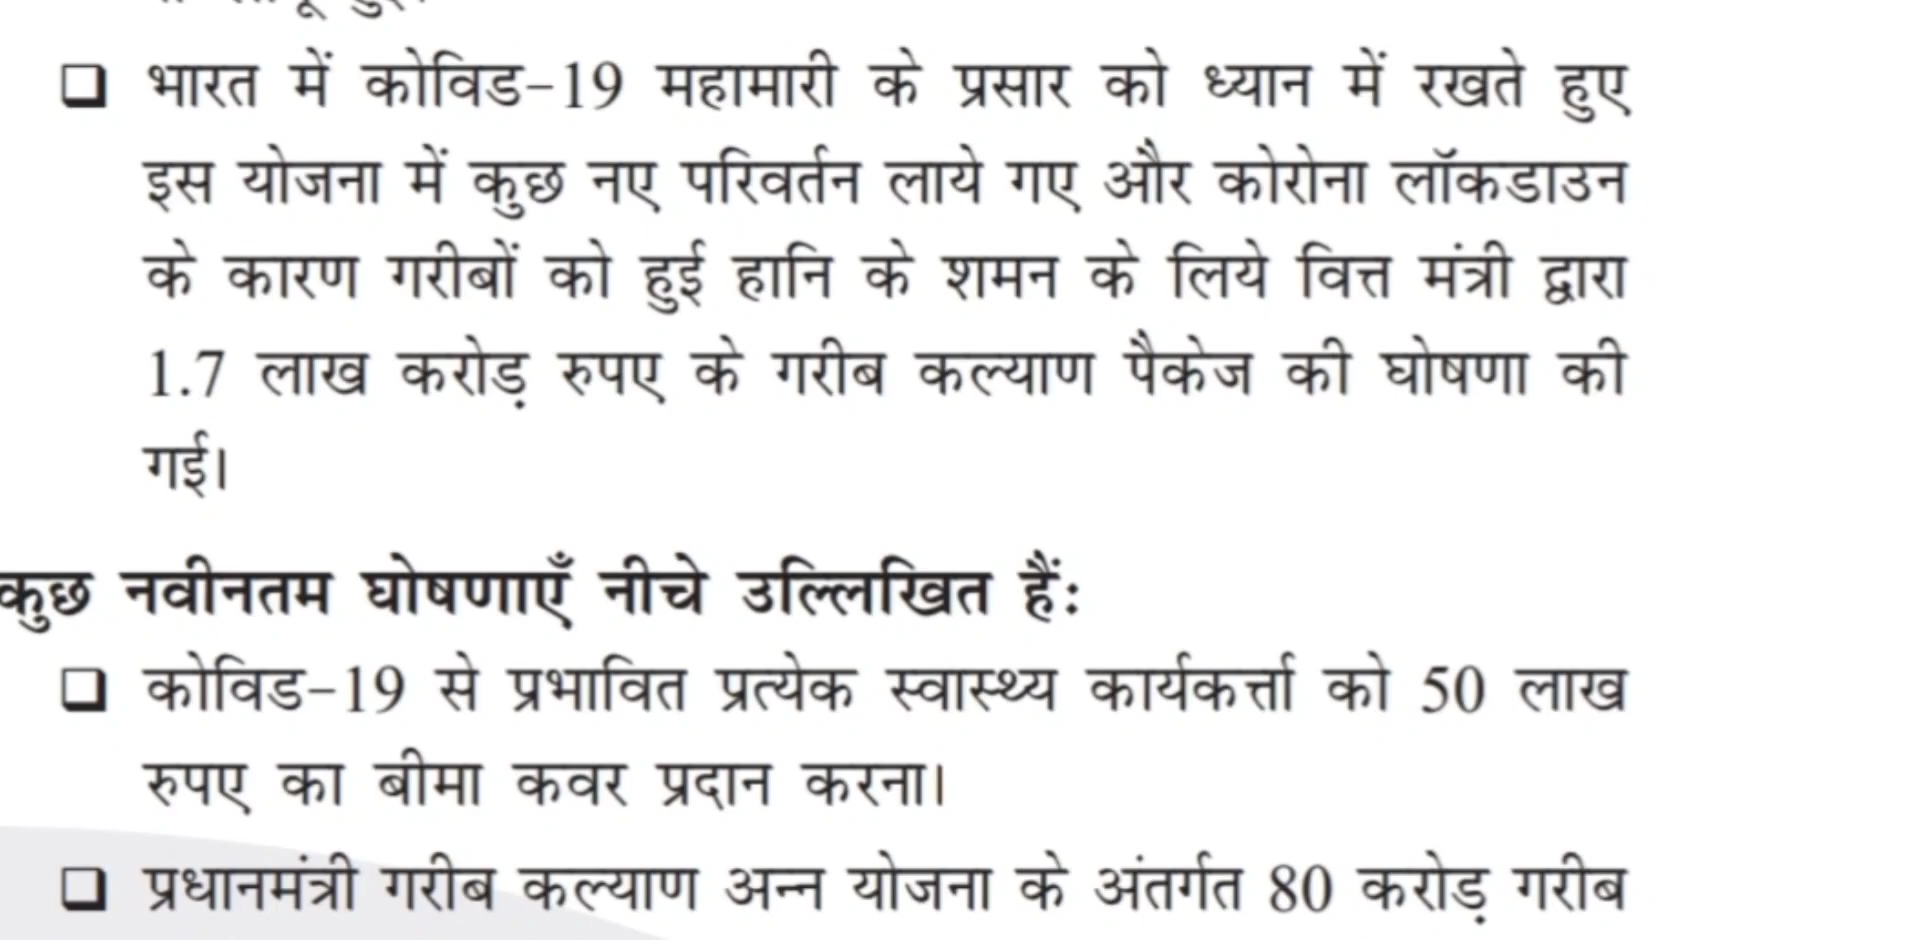 ❑ भारत में कोविड-19 महामारी के प्रसार को ध्यान में रखते हुए
इस योजना में कुछ नए परिवर्तन लाये गए और कोरोना लॉकडाउन
के कारण गरीबों को हुई हानि के शमन के लिये वित्त मंत्री द्वारा
1.7 लाख करोड़ रुपए के गरीब कल्याण पैकेज की घोषणा की
गई।
कुछ नवीनतम घोषणाएँ नीचे उल्लिखित हैं:
❑ कोविड-19 से प्रभावित प्रत्येक स्वास्थ्य कार्यकर्त्ता को 50 लाख
रुपए का बीमा कवर प्रदान करना।
❑ प्रधानमंत्री गरीब कल्याण अन्न योजना के अंतर्गत 80 करोड़ गरीब